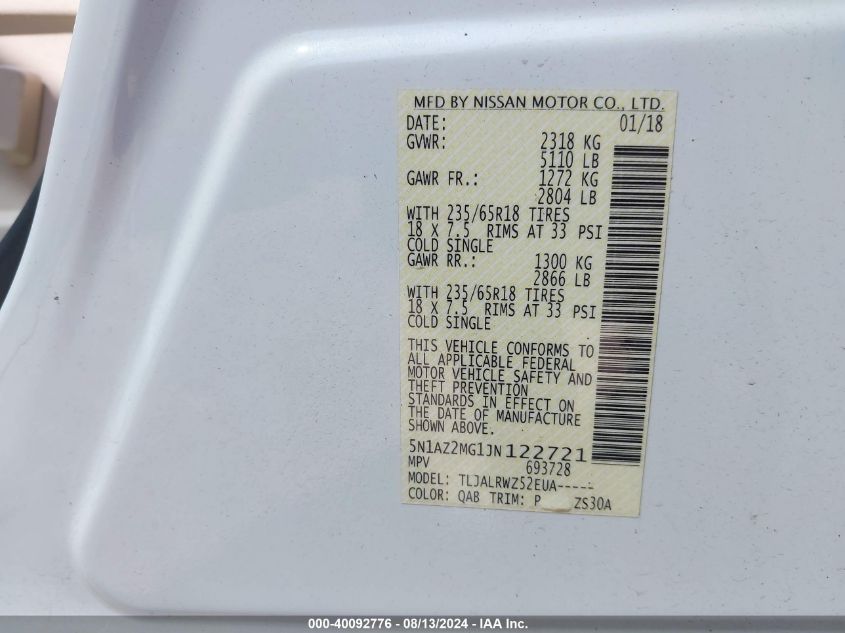 MFD BY NISSAN MOTOR CO., LTD.
DATE: 01/18
GVWR: 2318 KG
5110 LB
GAWR FR.: 1272 KG
2804 LB
WITH 235/65R18 TIRES
18 X 7.5 RIMS AT 33 PSI
COLD SINGLE
GAWR RR.: 1300 KG
2866 LB
WITH 235/65R18 TIRES
18 X 7.5 RIMS AT 33 PSI
COLD SINGLE
THIS VEHICLE CONFORMS TO
ALL APPLICABLE FEDERAL
MOTOR VEHICLE SAFETY AND
THEFT PREVENTION
STANDARDS IN EFFECT ON
THE DATE OF MANUFACTURE
SHOWN ABOVE.
5N1AZ2MG1JN122721
MPV 693728
MODEL: TLJALRWZ52EUA-----
COLOR: QAB TRIM: P ZS30A
000-40092776 - 08/13/2024 - IAA Inc.